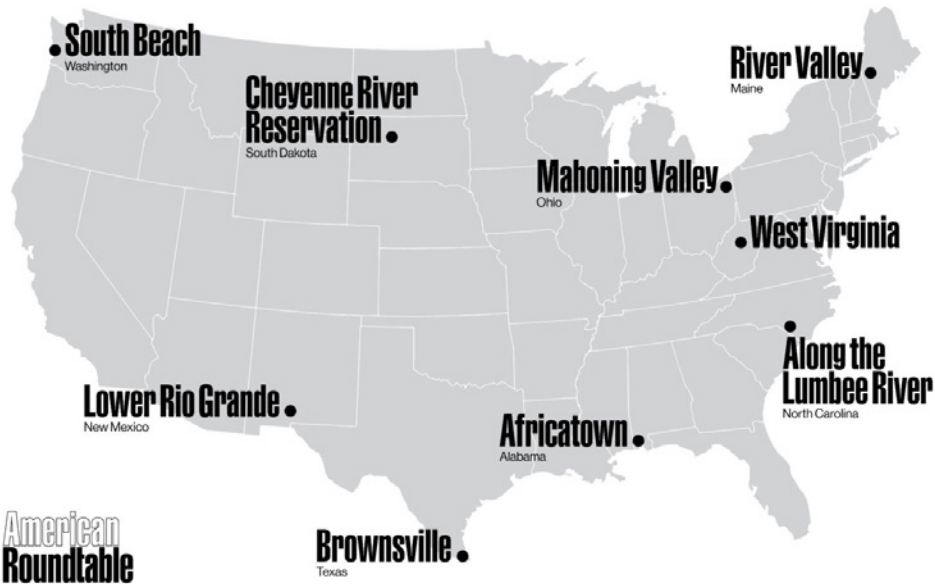 South Beach
Washington
River Valley
Maine
Cheyenne River
Reservation
South Dakota
Mahoning Valley
Ohio
West Virginia
Along the
Lumbee River
North Carolina
Lower Rio Grande
New Mexico
Africatown
Alabama
Brownsville
Texas
American
Roundtable